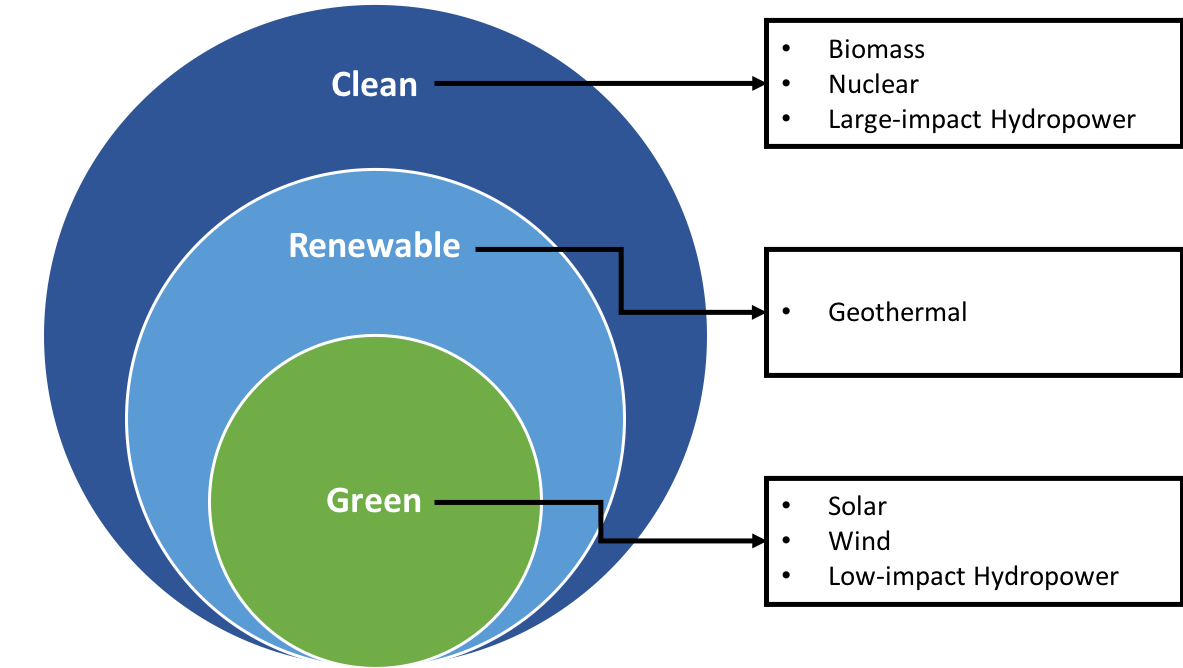 Clean
• Biomass
• Nuclear
• Large-impact Hydropower
Renewable
• Geothermal
Green
• Solar
• Wind
• Low-impact Hydropower